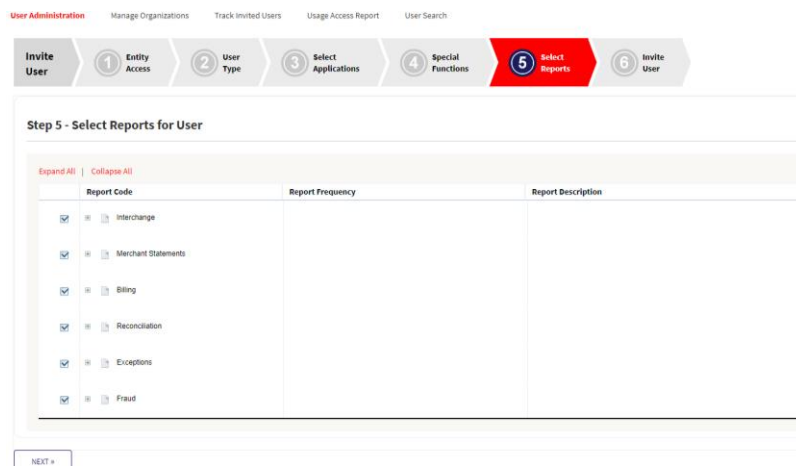 User Administration Manage Organizations Track Invited Users Usage Access Report User Search
Invite User 1 Entity Access 2 User Type 3 Select Applications 4 Special Functions 5 Select Reports 6 Invite User
Step 5 - Select Reports for User
Expand All | Collapse All
Report Code Report Frequency Report Description
Interchange
Merchant Statements
Billing
Reconciliation
Exceptions
Fraud
NEXT »